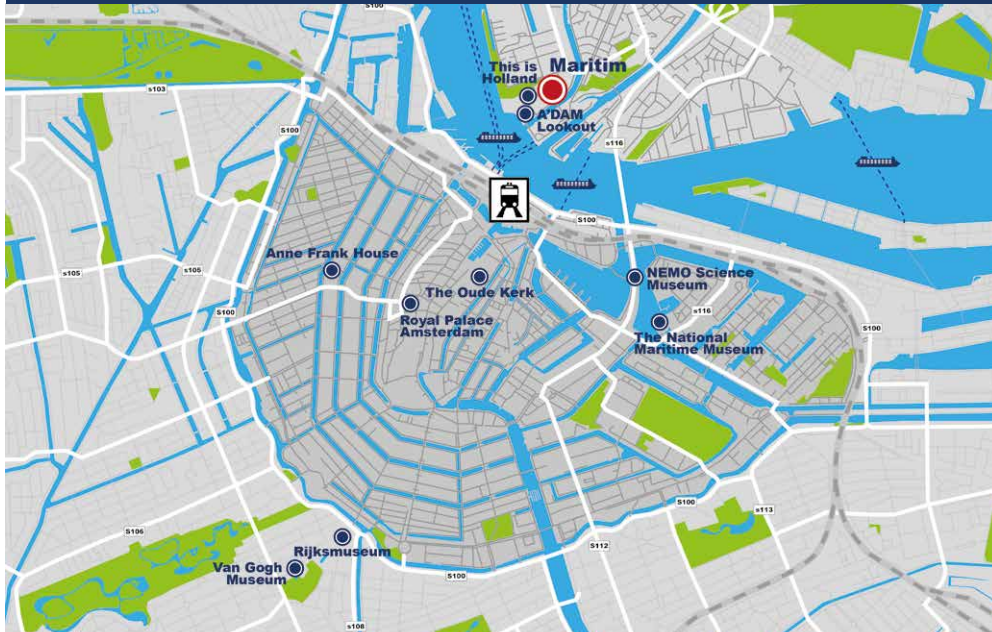 S100
S100
This is
Holland
Maritim
A'DAM
Lookout
s103
S100
s116
S100
Anne Frank House
s105
s105
The Oude Kerk
NEMO Science
Museum
Royal Palace
Amsterdam
S100
s116
S100
The National
Maritime Museum
S100
s113
S106
Rijksmuseum
S112
Van Gogh
Museum
S100
s108